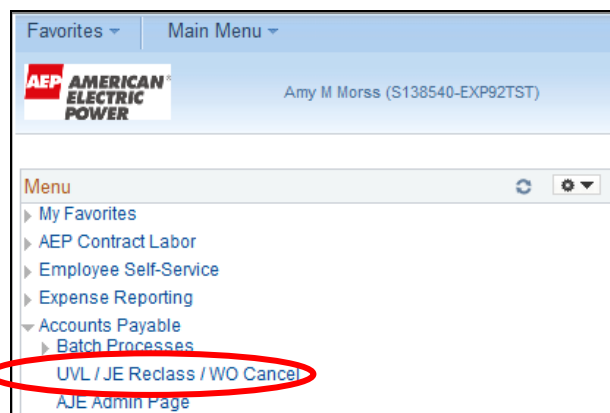 Favorites Main Menu
AEP AMERICAN®
ELECTRIC
POWER
Amy M Morss (S138540-EXP92TST)
Menu
My Favorites
AEP Contract Labor
Employee Self-Service
Expense Reporting
Accounts Payable
Batch Processes
UVL / JE Reclass / WO Cancel
AJE Admin Page